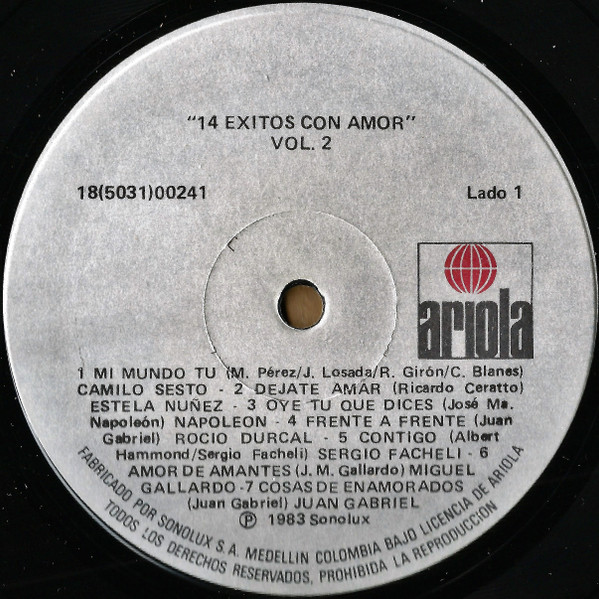 "14 EXITOS CON AMOR"
VOL. 2
18(5031)00241
Lado 1
ariola
1 MI MUNDO TU (M. Pérez/J. Losada/R. Girón/C. Blanes)
CAMILO SESTO - 2 DEJATE AMAR (Ricardo Ceratto)
ESTELA NUÑEZ - 3 OYE TU QUE DICES (José Ma.
Napoleón) NAPOLEON - 4 FRENTE A FRENTE (Juan
Gabriel) ROCIO DURCAL - 5 CONTIGO (Albert
Hammond/Sergio Facheli) SERGIO FACHELI - 6
AMOR DE AMANTES (J. M. Gallardo) MIGUEL
GALLARDO - 7 COSAS DE ENAMORADOS
(Juan Gabriel) JUAN GABRIEL
Ⓟ 1983 Sonolux
FABRICADO POR SONOLUX S. A. MEDELLIN COLOMBIA BAJO LICENCIA DE ARIOLA
TODOS LOS DERECHOS RESERVADOS, PROHIBIDA LA REPRODUCCIÓN